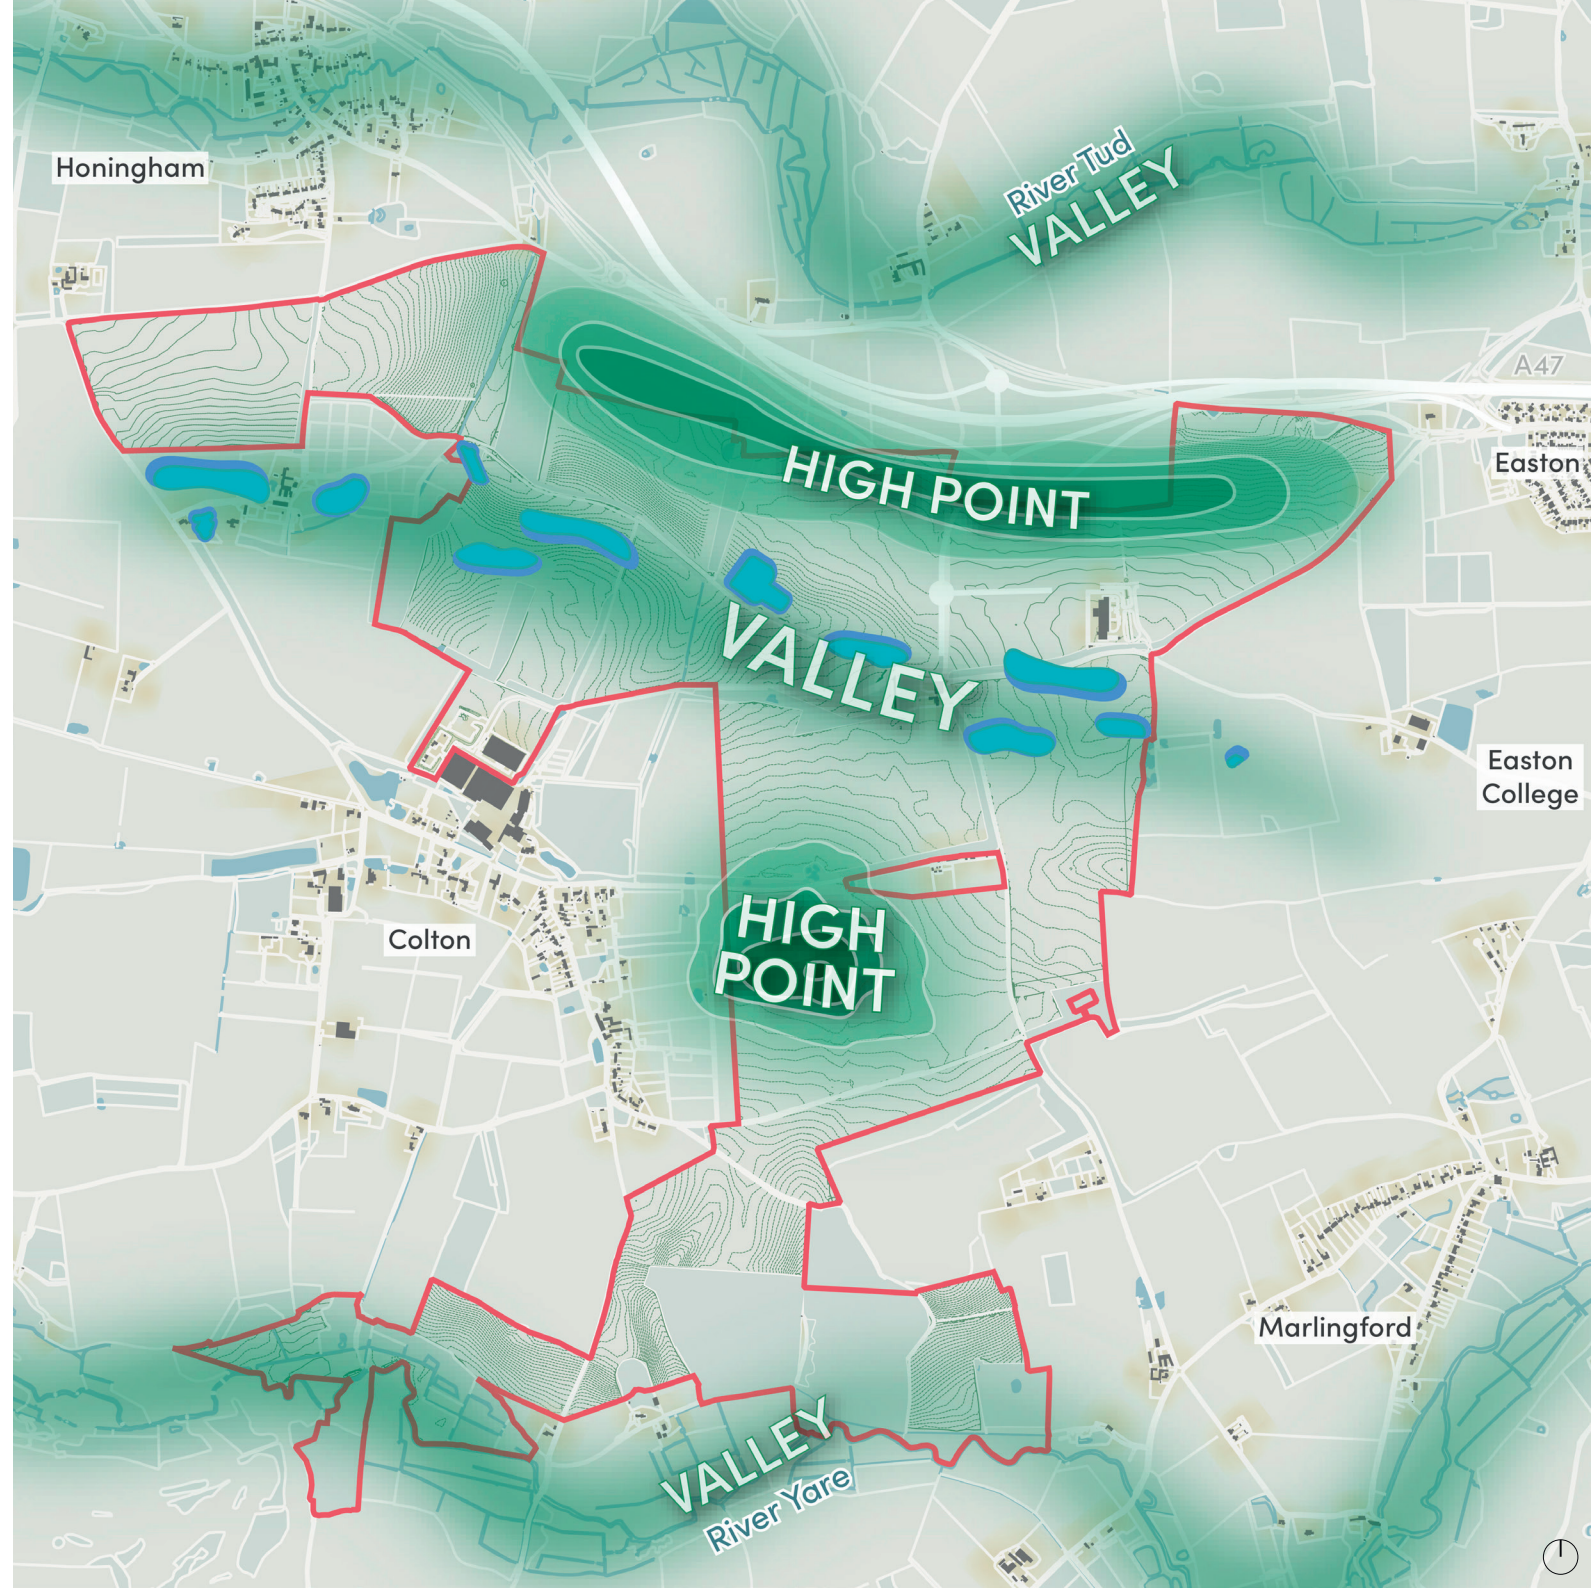 River Tud
VALLEY
Honingham
A47
Easton
HIGH POINT
VALLEY
Easton
College
HIGH
POINT
Colton
Marlingford
VALLEY
River Yare